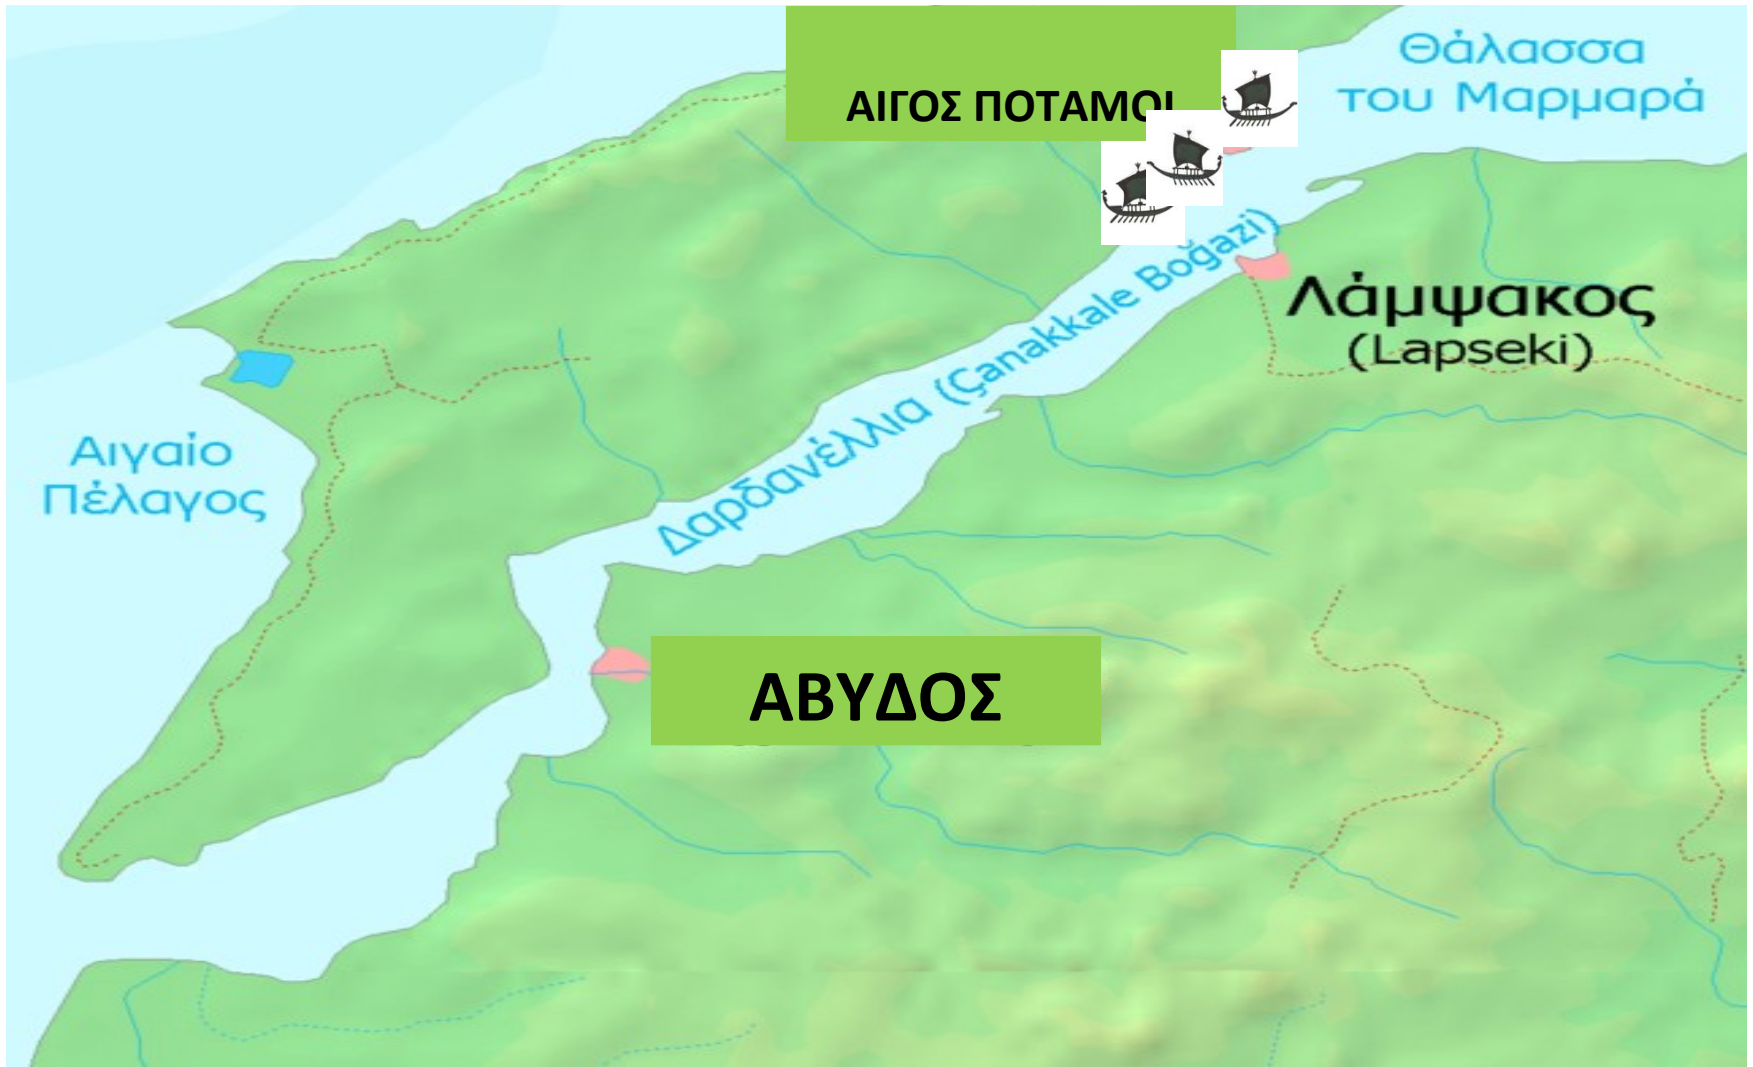 ΑΙΓΟΣ ΠΟΤΑΜΟΙ
Θάλασσα
του Μαρμαρά
Λάμψακος
(Lapseki)
Δαρδανέλλια (Çanakkale Boğazi)
Αιγαίο
Πέλαγος
ΑΒΥΔΟΣ